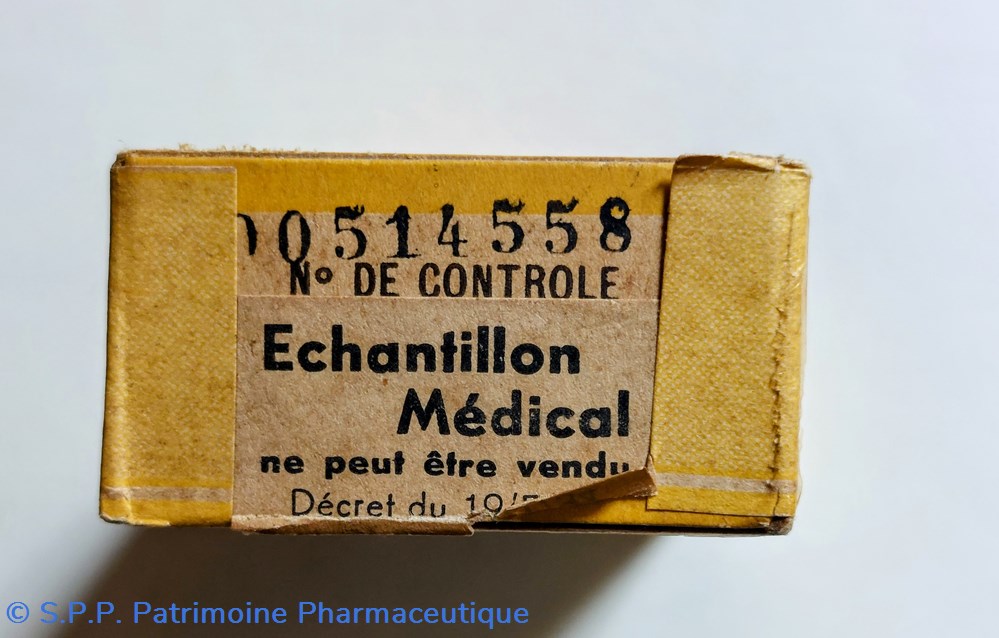 0514558
N° DE CONTROLE
Echantillon
Médical
ne peut être vendu
Décret du
© S.P.P. Patrimoine Pharmaceutique